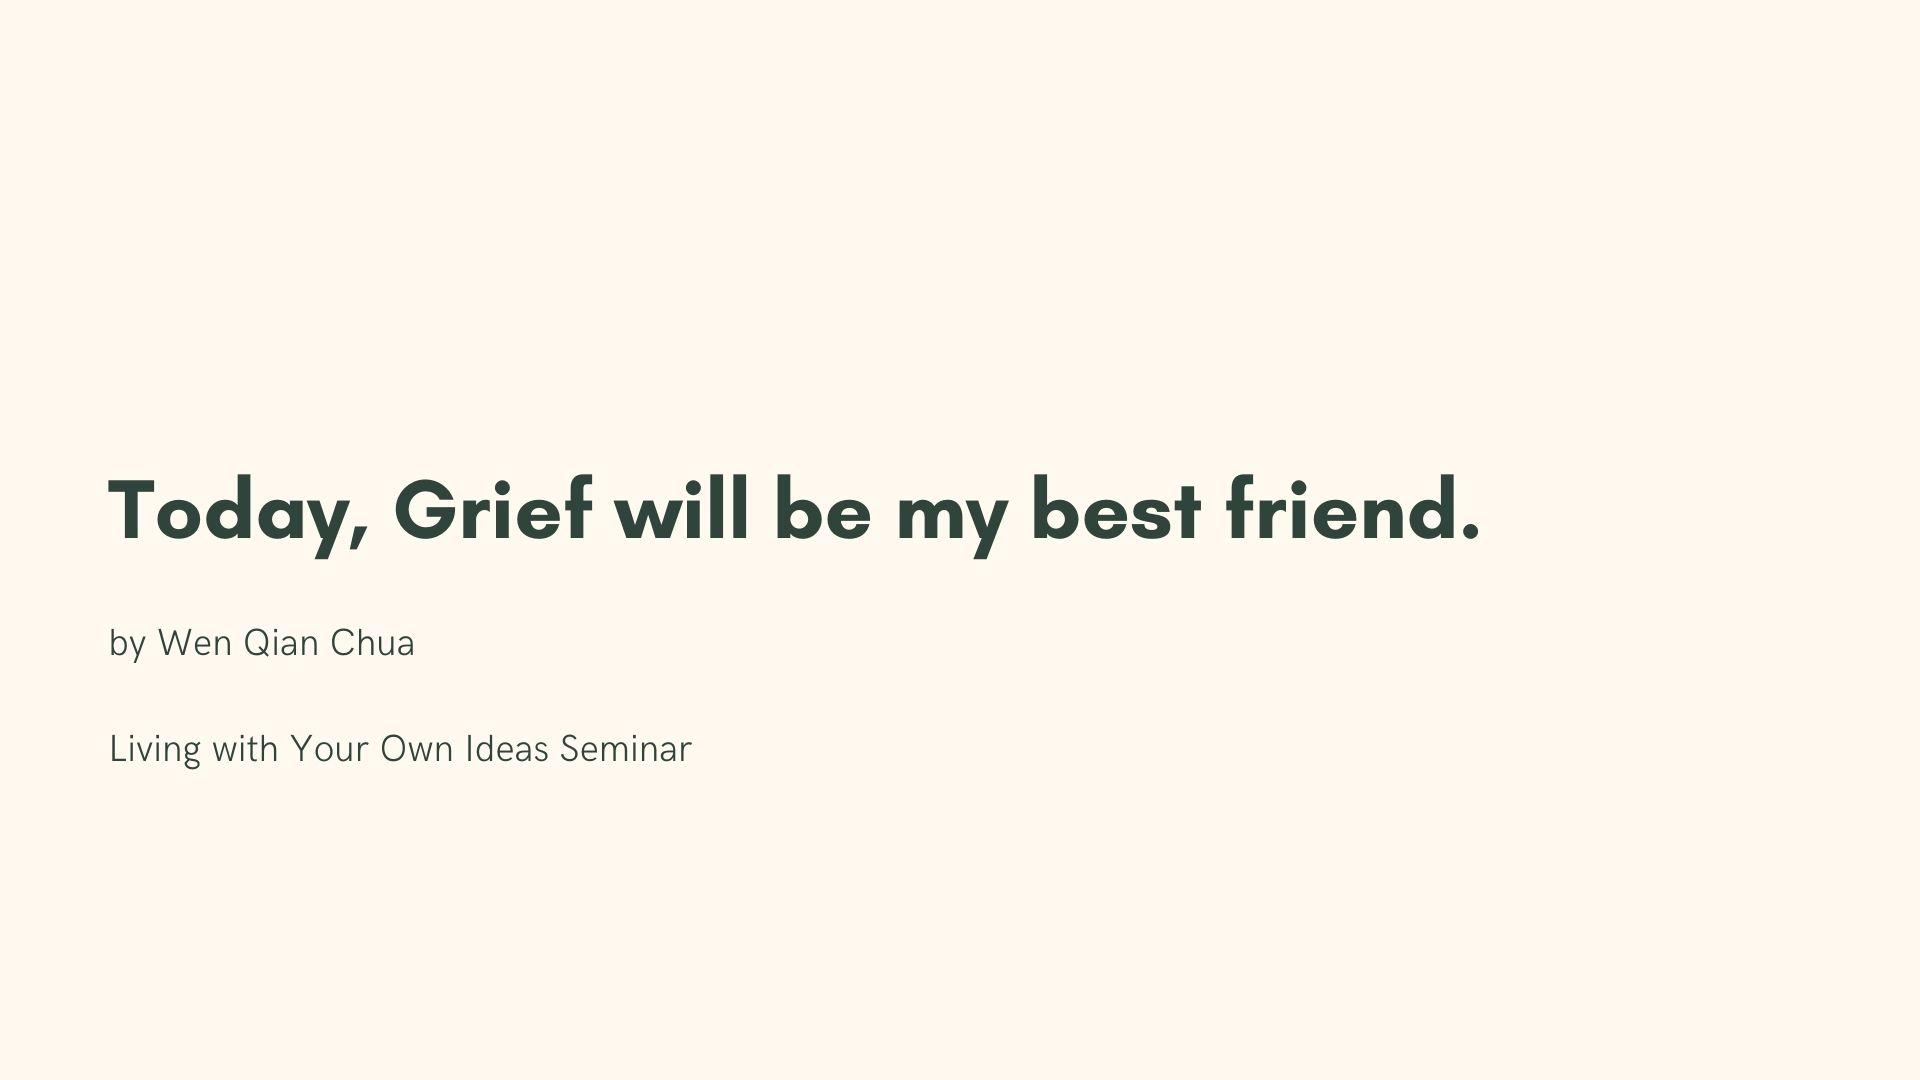 Today, Grief will be my best friend.
by Wen Qian Chua
Living with Your Own Ideas Seminar